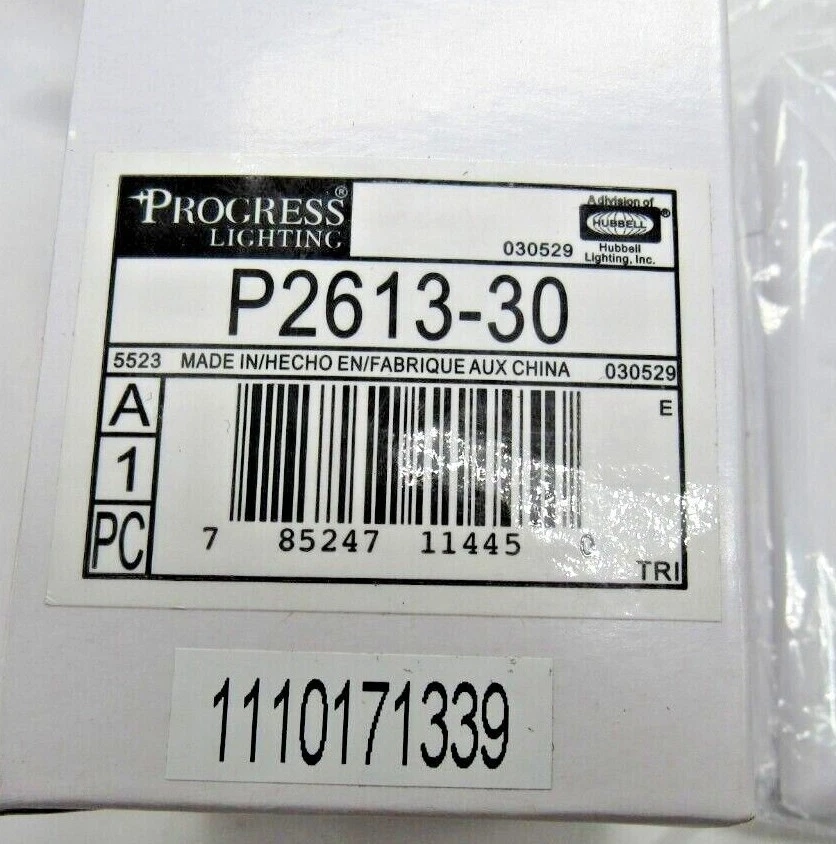 PROGRESS®
LIGHTING
A division of
HUBBELL®
Hubbell
Lighting, Inc.
030529
P2613-30
5523 MADE IN/HECHO EN/FABRIQUE AUX CHINA 030529
A
1
PC
E
7 85247 11445 0
TRI
1110171339